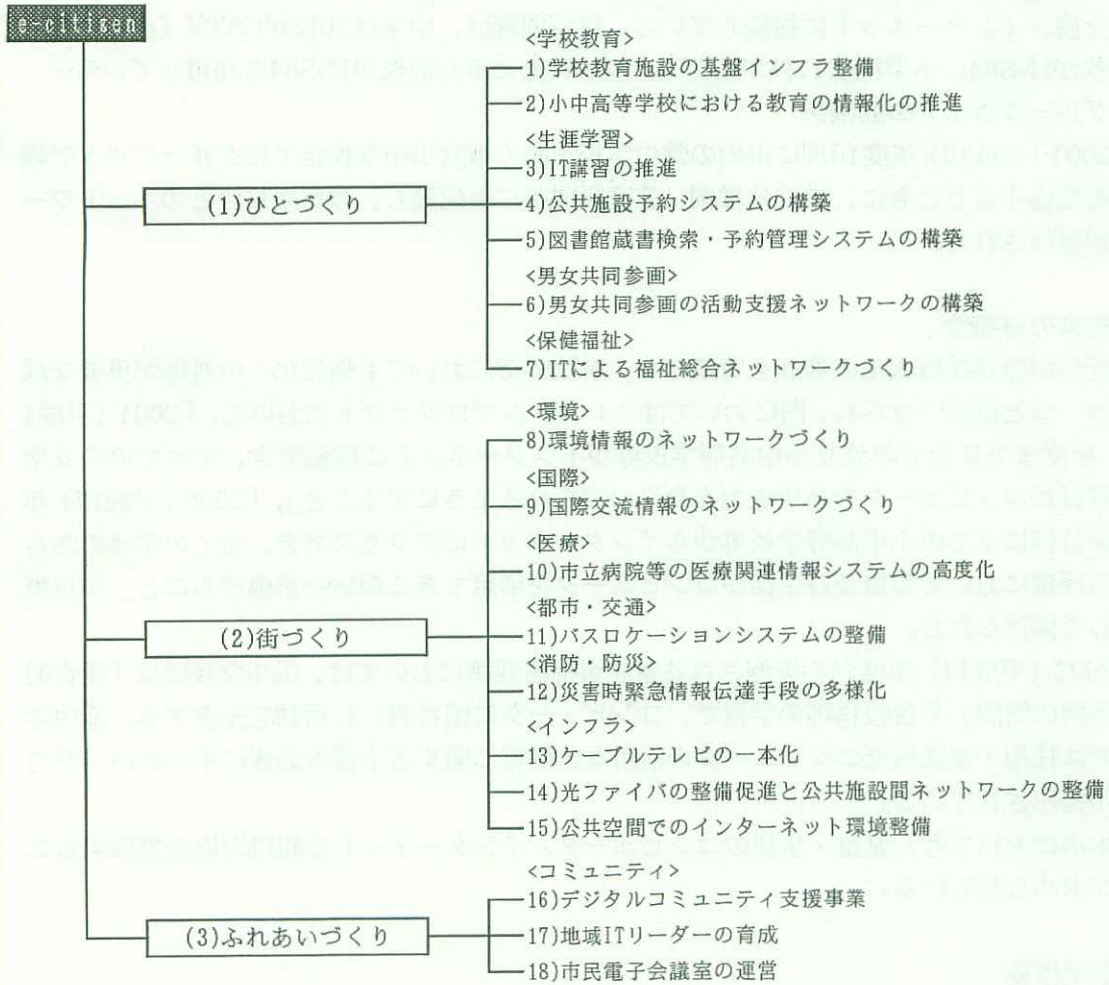 e-citizen
<学校教育>
1)学校教育施設の基盤インフラ整備
2)小中高等学校における教育の情報化の推進
<生涯学習>
3)IT講習の推進
(1)ひとづくり
4)公共施設予約システムの構築
5)図書館蔵書検索・予約管理システムの構築
<男女共同参画>
6)男女共同参画の活動支援ネットワークの構築
<保健福祉>
7)ITによる福祉総合ネットワークづくり
<環境>
8)環境情報のネットワークづくり
<国際>
9)国際交流情報のネットワークづくり
<医療>
10)市立病院等の医療関連情報システムの高度化
<都市・交通>
(2)街づくり
11)バスロケーションシステムの整備
<消防・防災>
12)災害時緊急情報伝達手段の多様化
<インフラ>
13)ケーブルテレビの一本化
14)光ファイバの整備促進と公共施設間ネットワークの整備
15)公共空間でのインターネット環境整備
<コミュニティ>
16)デジタルコミュニティ支援事業
(3)ふれあいづくり
17)地域ITリーダーの育成
18)市民電子会議室の運営